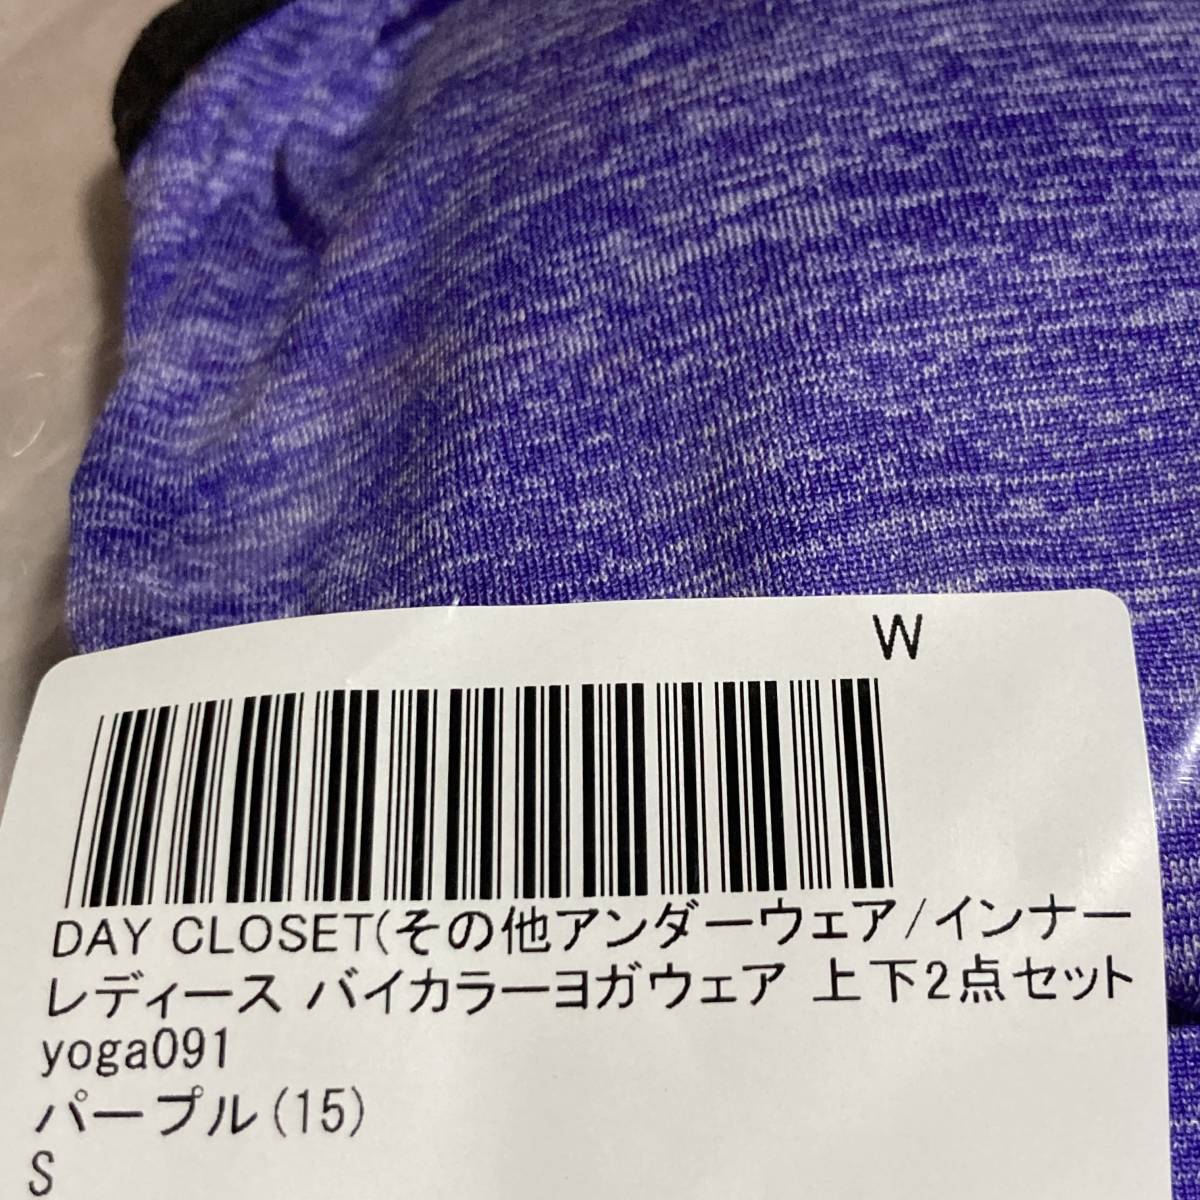 W
DAY CLOSET(その他アンダーウェア/インナー
レディース バイカラーヨガウェア 上下2点セット
yoga091
パープル(15)
S